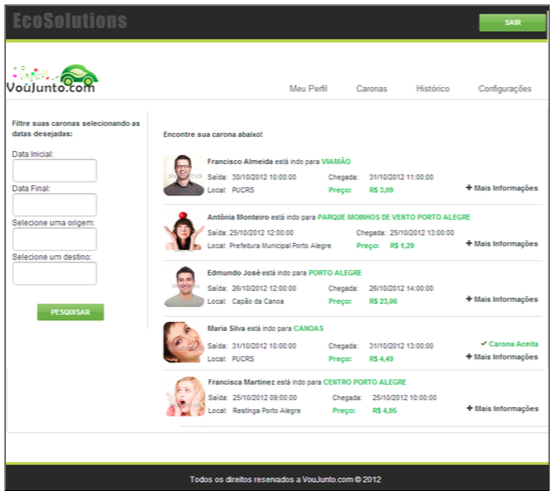 EcoSolutions
SAIR
VouJunto.com
Meu Perfil Caronas Histórico Configurações
Filtre suas caronas selecionando as
datas desejadas:
Data Inicial:
Data Final:
Selecione uma origem:
Selecione um destino:
PESQUISAR
Encontre sua carona abaixo!
Francisco Almeida está indo para VIAMÃO
Saída: 30/10/2012 10:00:00 Chegada: 31/10/2012 11:00:00
Local: PUCRS Preço: R$ 3,09
+ Mais Informações
Antônia Monteiro está indo para PARQUE MOINHOS DE VENTO PORTO ALEGRE
Saída: 25/10/2012 12:00:00 Chegada: 25/10/2012 13:00:00
Local: Prefeitura Municipal Porto Alegre Preço: R$ 1,29
+ Mais Informações
Edmundo José está indo para PORTO ALEGRE
Saída: 26/10/2012 12:00:00 Chegada: 26/10/2012 14:00:00
Local: Capão da Canoa Preço: R$ 23,06
+ Mais Informações
Maria Silva está indo para CANOAS
Saída: 31/10/2012 10:00:00 Chegada: 31/10/2012 13:00:00
Local: PUCRS Preço: R$ 4,49
✓ Carona Aceita
+ Mais Informações
Francisca Martinez está indo para CENTRO PORTO ALEGRE
Saída: 25/10/2012 09:00:00 Chegada: 25/10/2012 10:00:00
Local: Restinga Porto Alegre Preço: R$ 4,95
+ Mais Informações
Todos os direitos reservados a VouJunto.com © 2012